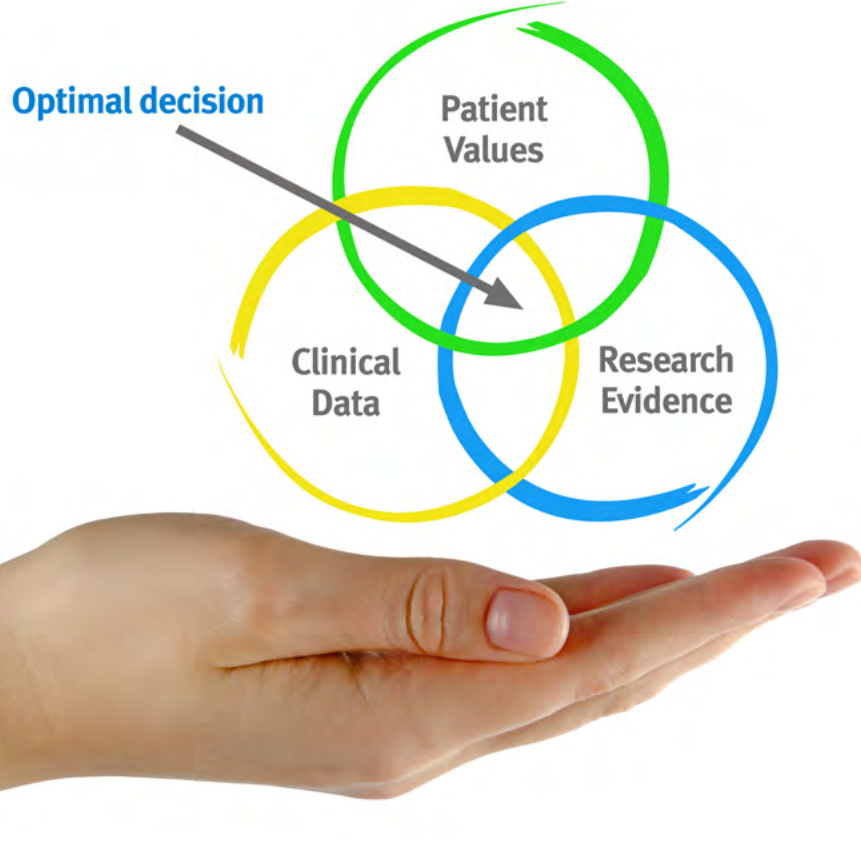 Optimal decision
Patient
Values
Clinical
Data
Research
Evidence